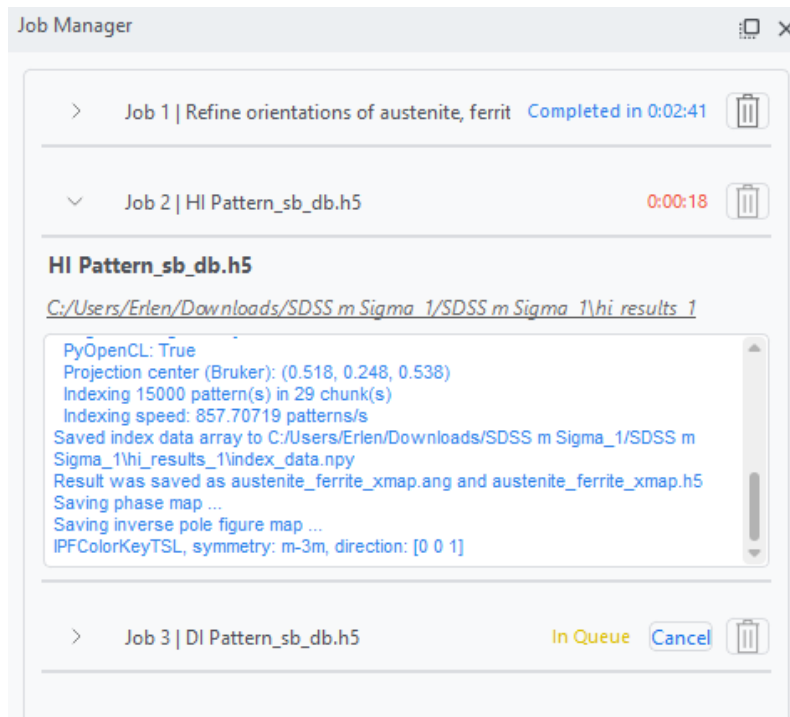 Job Manager
Job 1 | Refine orientations of austenite, ferrit Completed in 0:02:41
Job 2 | HI Pattern_sb_db.h5 0:00:18
HI Pattern_sb_db.h5
C:/Users/Erlen/Downloads/SDSS m Sigma_1/SDSS m Sigma_1\hi_results_1
PyOpenCL: True
Projection center (Bruker): (0.518, 0.248, 0.538)
Indexing 15000 pattern(s) in 29 chunk(s)
Indexing speed: 857.70719 patterns/s
Saved index data array to C:/Users/Erlen/Downloads/SDSS m Sigma_1/SDSS m
Sigma_1\hi_results_1\index_data.npy
Result was saved as austenite_ferrite_xmap.ang and austenite_ferrite_xmap.h5
Saving phase map ...
Saving inverse pole figure map ...
IPFColorKeyTSL, symmetry: m-3m, direction: [0 0 1]
Job 3 | DI Pattern_sb_db.h5 In Queue Cancel